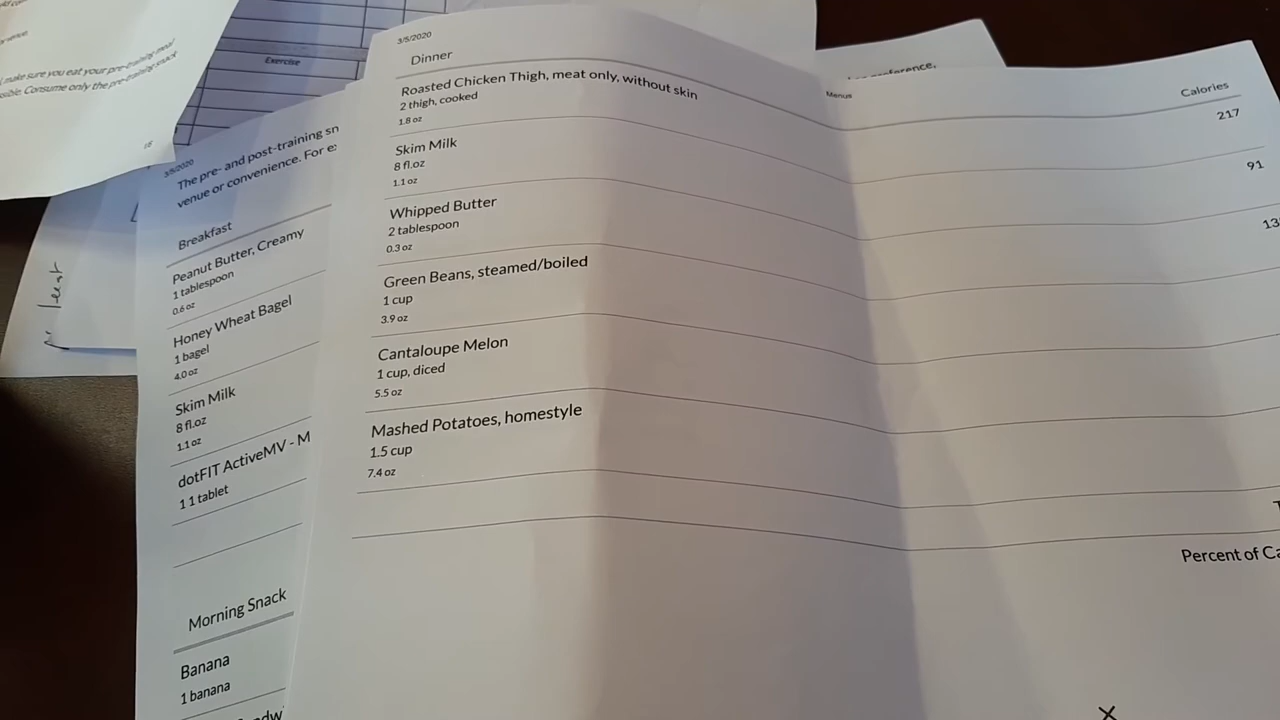 venue.
make sure you eat your pre-training meal
Consume only the pre-training snack
Exercise
preference,
3/5/2020
The pre- and post-training
venue or convenience. For
Breakfast
Peanut Butter, Creamy
1 tablespoon
0.6 oz
Honey Wheat Bagel
1 bagel
4.0 oz
Skim Milk
8 fl.oz
1.1 oz
dotFIT ActiveMV - M
1 1 tablet
Morning Snack
Banana
1 banana
3/5/2020
Menus
Dinner
Calories
Roasted Chicken Thigh, meat only, without skin
217
2 thigh, cooked
1.8 oz
Skim Milk
91
8 fl.oz
1.1 oz
Whipped Butter
2 tablespoon
0.3 oz
Green Beans, steamed/boiled
1 cup
3.9 oz
Cantaloupe Melon
1 cup, diced
5.5 oz
Mashed Potatoes, homestyle
1.5 cup
7.4 oz
Percent of Ca